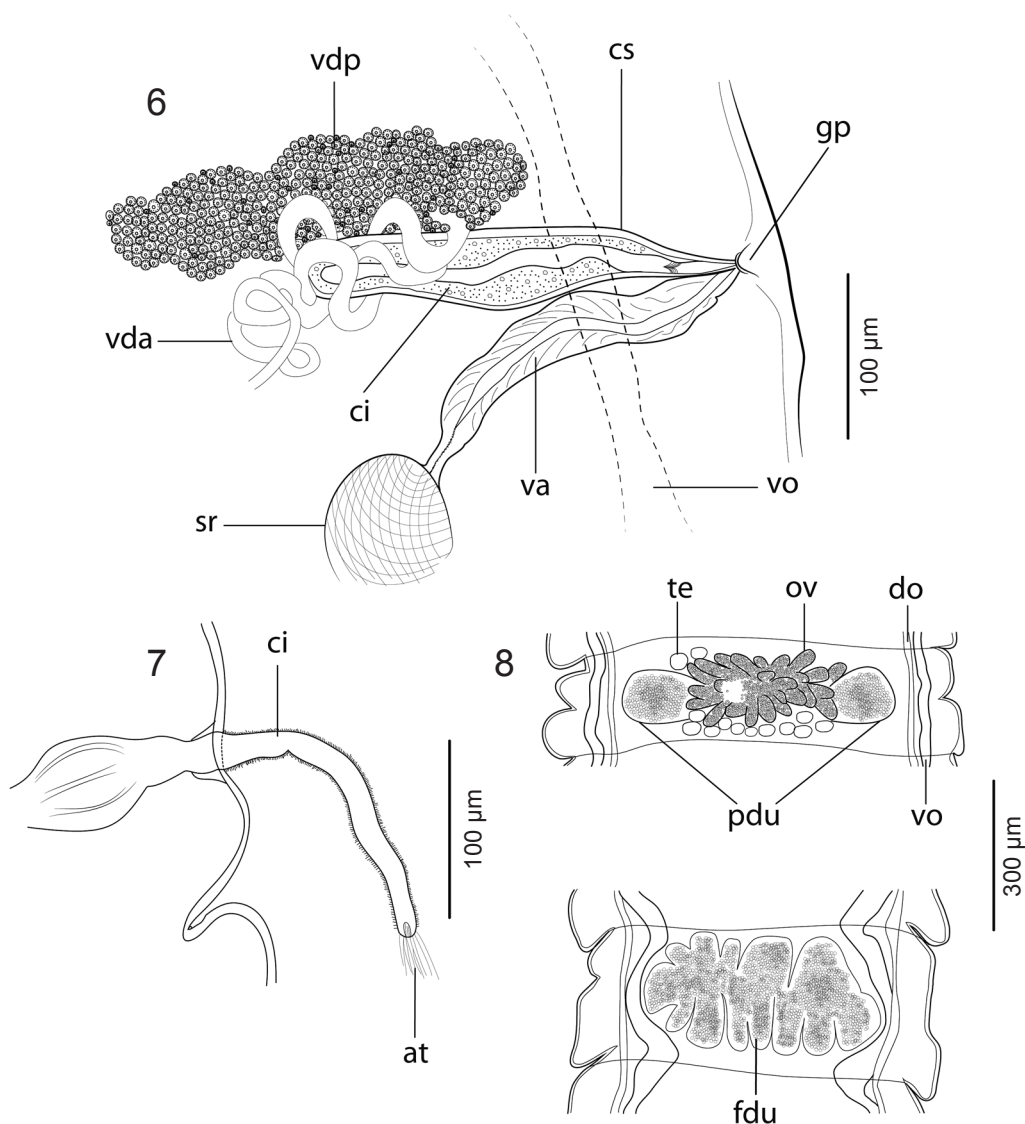 6
vdp
cs
gp
vda
ci
va
vo
sr
100 µm
7
ci
at
100 µm
8
te
ov
do
pdu
vo
fdu
300 µm